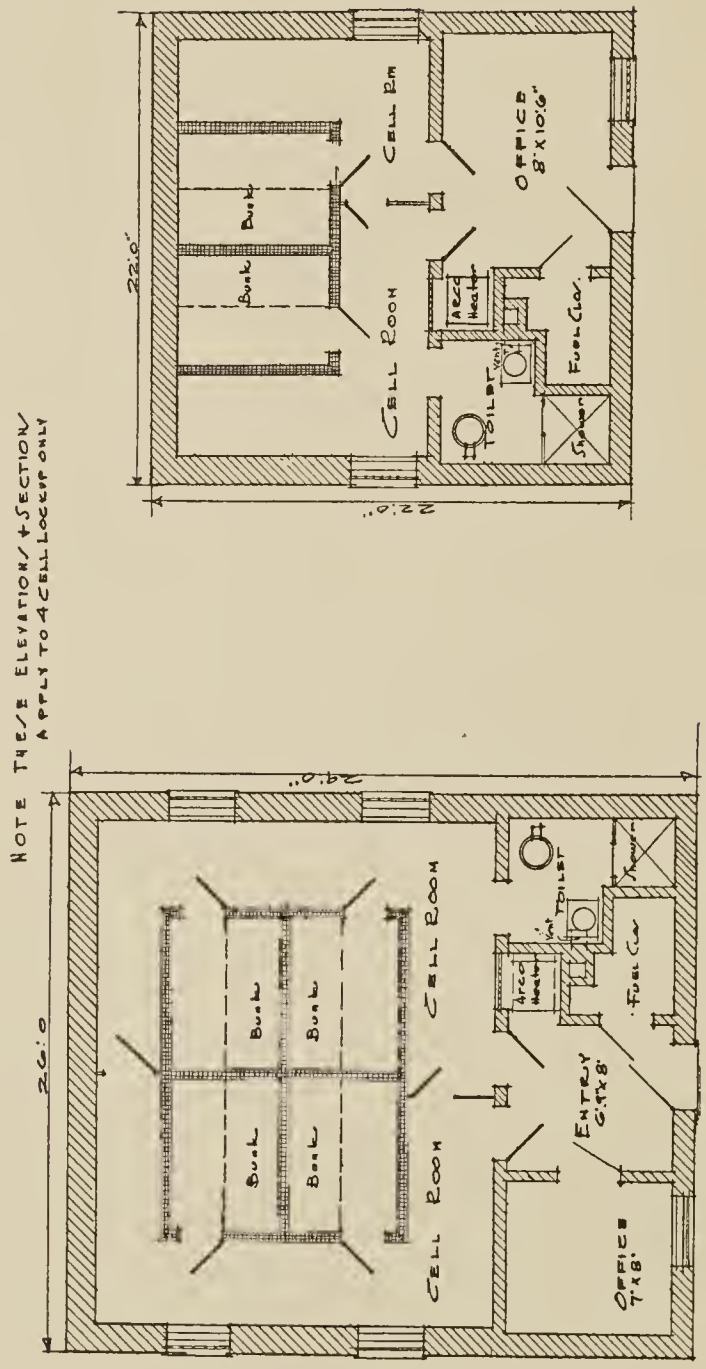 NOTE THESE ELEVATIONS + SECTION
APPLY TO 4 CELL LOCKUP ONLY
26'.0
29'.0"
Bunk
Bunk
Bunk
Bunk
CELL ROOM
CELL ROOM
OFFICE
7'X8'
ENTRY
6'.9"X8'
Arco
Heater
Vent
TOILET
Fuel Clo.
Shower
22'.0"
22'.0"
Bunk
Bunk
CELL ROOM
CELL RM
Arco
Heater
Vent
TOILET
Shower
FUEL CLO.
OFFICE
8'X10'6"